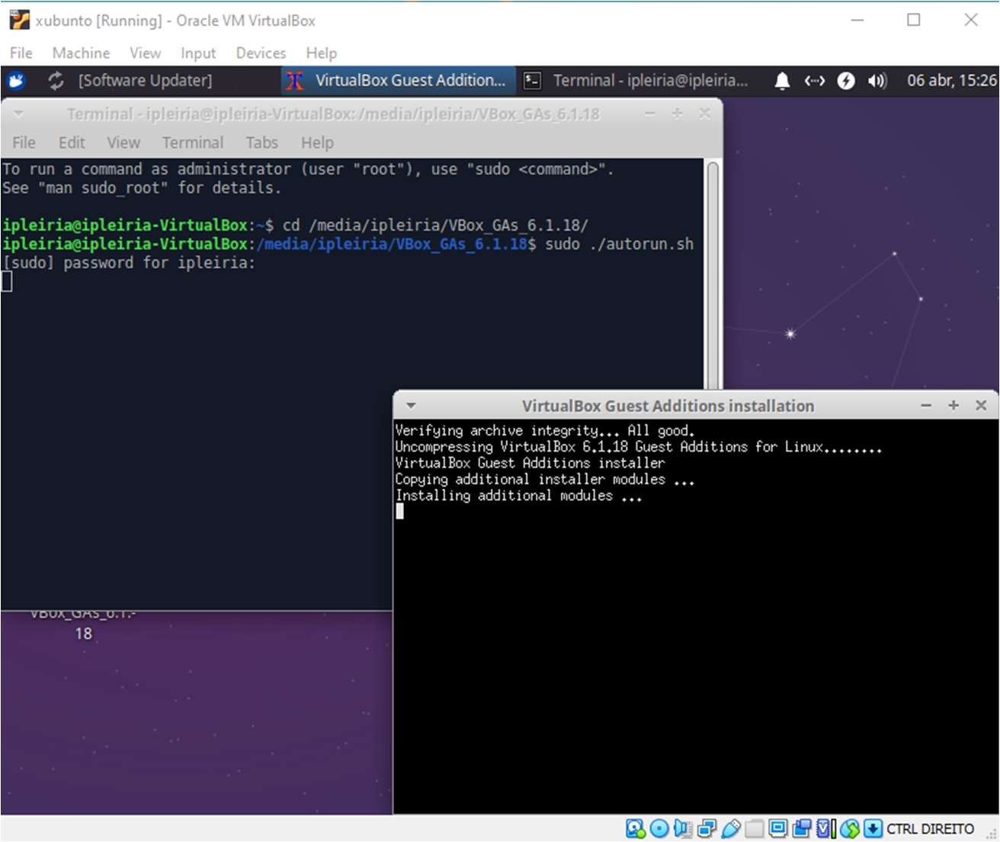 xubunto [Running] - Oracle VM VirtualBox
File Machine View Input Devices Help
[Software Updater] VirtualBox Guest Addition... Terminal - ipleiria@ipleiria... 06 abr, 15:26
Terminal - ipleiria@ipleiria-VirtualBox: /media/ipleiria/VBox_GAs_6.1.18
File Edit View Terminal Tabs Help
To run a command as administrator (user "root"), use "sudo <command>".
See "man sudo_root" for details.
ipleiria@ipleiria-VirtualBox:~$ cd /media/ipleiria/VBox_GAs_6.1.18/
ipleiria@ipleiria-VirtualBox:/media/ipleiria/VBox_GAs_6.1.18$ sudo ./autorun.sh
[sudo] password for ipleiria:
VirtualBox Guest Additions installation
Verifying archive integrity... All good.
Uncompressing VirtualBox 6.1.18 Guest Additions for Linux........
VirtualBox Guest Additions installer
Copying additional installer modules ...
Installing additional modules ...
VBox_GAs_6.1.-
18
CTRL DIREITO